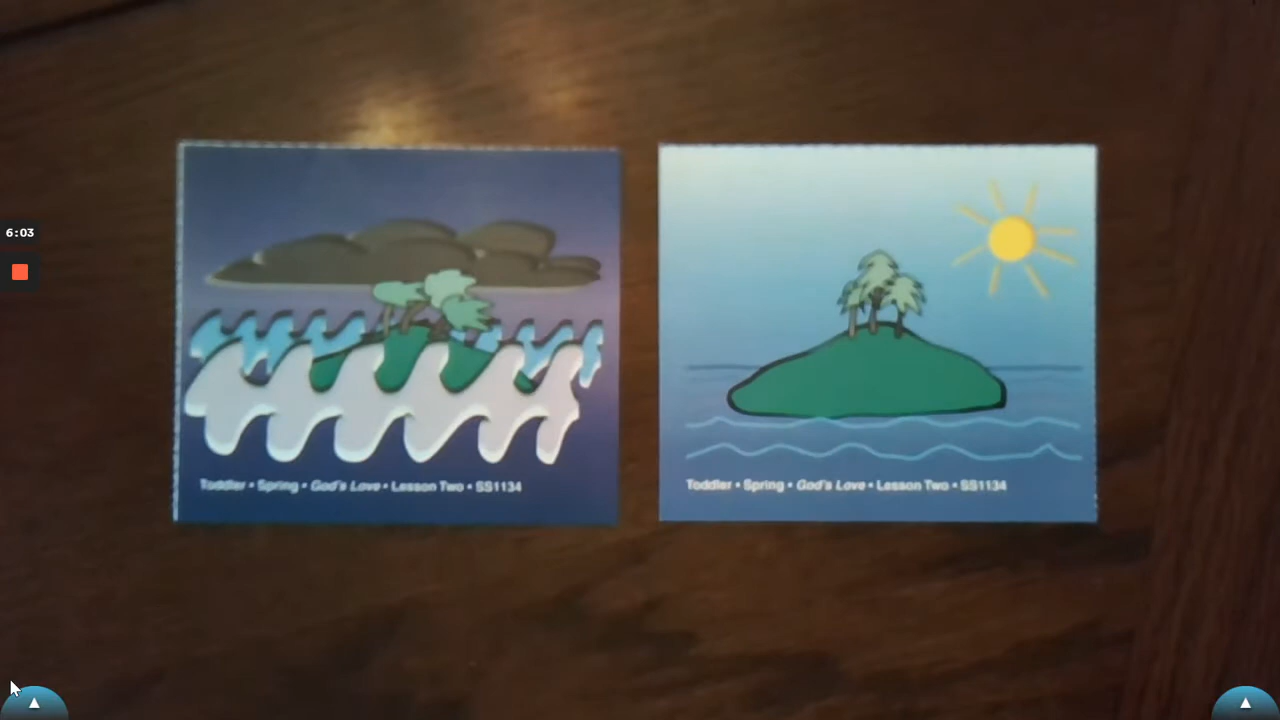 6:03
Toddler • Spring • God's Love • Lesson Two • SS1134
Toddler • Spring • God's Love • Lesson Two • SS1134